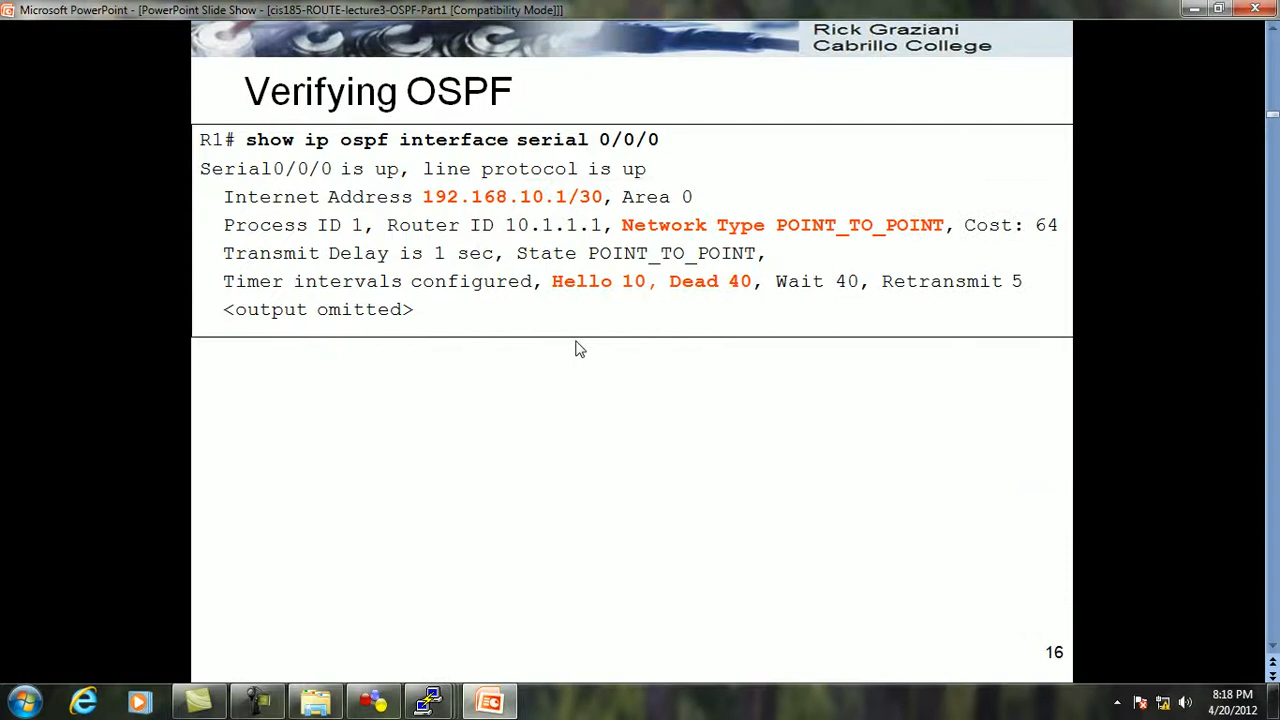 Microsoft PowerPoint - [PowerPoint Slide Show - [cis185-ROUTE-lecture3-OSPF-Part1 [Compatibility Mode]]]
Rick Graziani
Cabrillo College
Verifying OSPF
R1# show ip ospf interface serial 0/0/0
Serial0/0/0 is up, line protocol is up
Internet Address 192.168.10.1/30, Area 0
Process ID 1, Router ID 10.1.1.1, Network Type POINT_TO_POINT, Cost: 64
Transmit Delay is 1 sec, State POINT_TO_POINT,
Timer intervals configured, Hello 10, Dead 40, Wait 40, Retransmit 5
<output omitted>
16
8:18 PM
4/20/2012